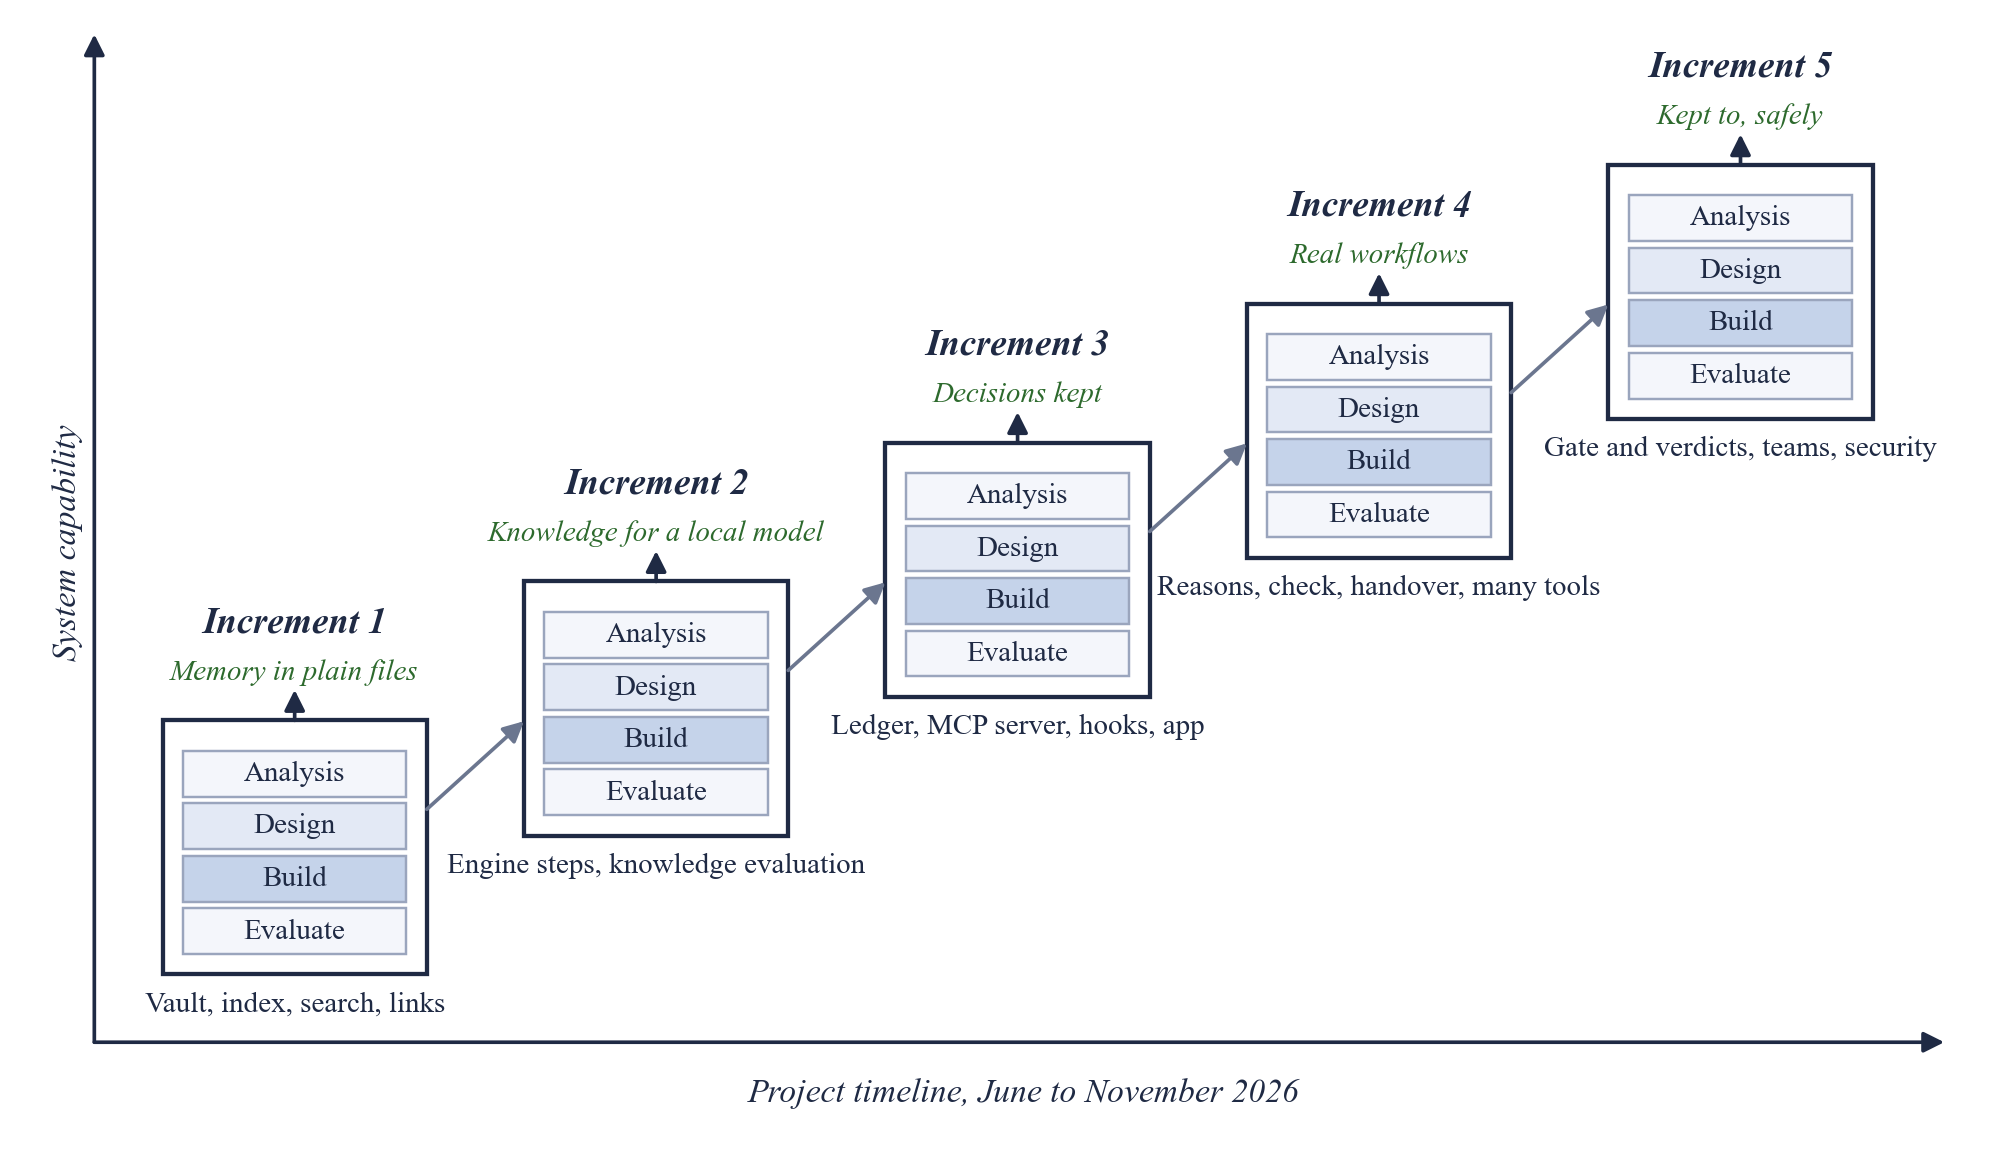 System capability
Increment 1
Memory in plain files
Analysis
Design
Build
Evaluate
Vault, index, search, links
Increment 2
Knowledge for a local model
Analysis
Design
Build
Evaluate
Engine steps, knowledge evaluation
Increment 3
Decisions kept
Analysis
Design
Build
Evaluate
Ledger, MCP server, hooks, app
Increment 4
Real workflows
Analysis
Design
Build
Evaluate
Reasons, check, handover, many tools
Increment 5
Kept to, safely
Analysis
Design
Build
Evaluate
Gate and verdicts, teams, security
Project timeline, June to November 2026